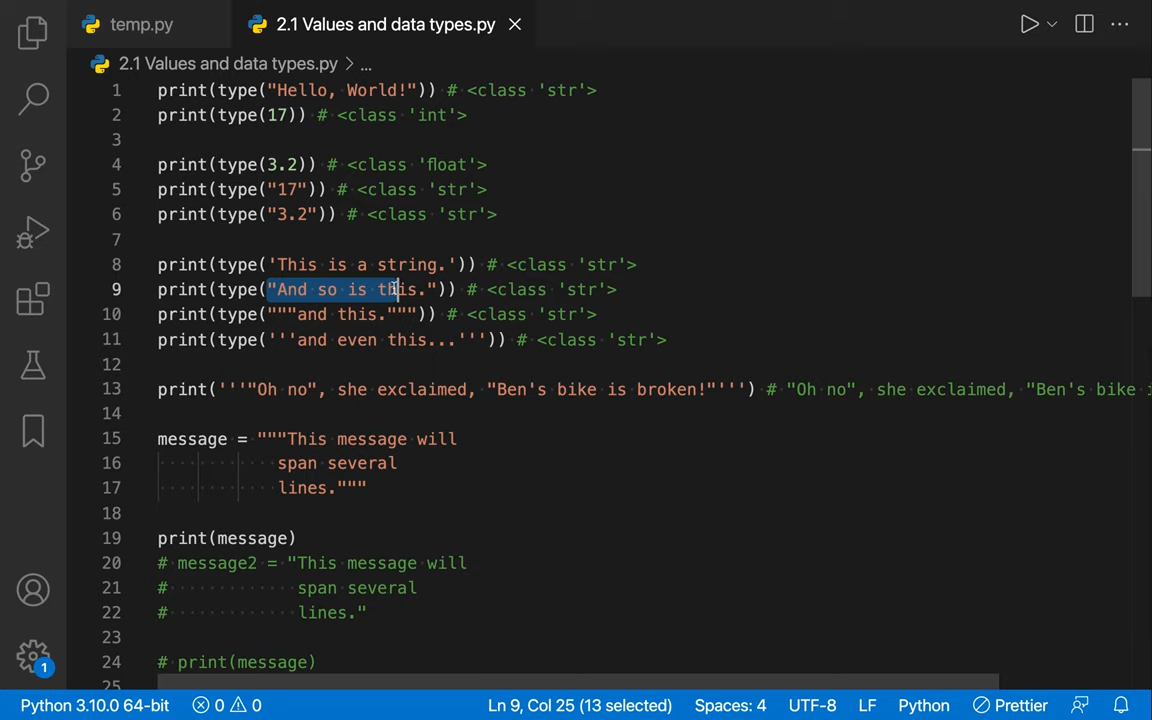 temp.py
2.1 Values and data types.py
2.1 Values and data types.py > ...
1 print(type("Hello, World!")) # <class 'str'>
2 print(type(17)) # <class 'int'>
3
4 print(type(3.2)) # <class 'float'>
5 print(type("17")) # <class 'str'>
6 print(type("3.2")) # <class 'str'>
7
8 print(type('This is a string.')) # <class 'str'>
9 print(type("And so is this.")) # <class 'str'>
10 print(type("""and this.""")) # <class 'str'>
11 print(type('''and even this...''')) # <class 'str'>
12
13 print('''"Oh no", she exclaimed, "Ben's bike is broken!"''') # "Oh no", she exclaimed, "Ben's bike
14
15 message = """This message will
16 span several
17 lines."""
18
19 print(message)
20 # message2 = "This message will
21 # span several
22 # lines."
23
24 # print(message)
25
1
Python 3.10.0 64-bit 0 0 Ln 9, Col 25 (13 selected) Spaces: 4 UTF-8 LF Python Prettier